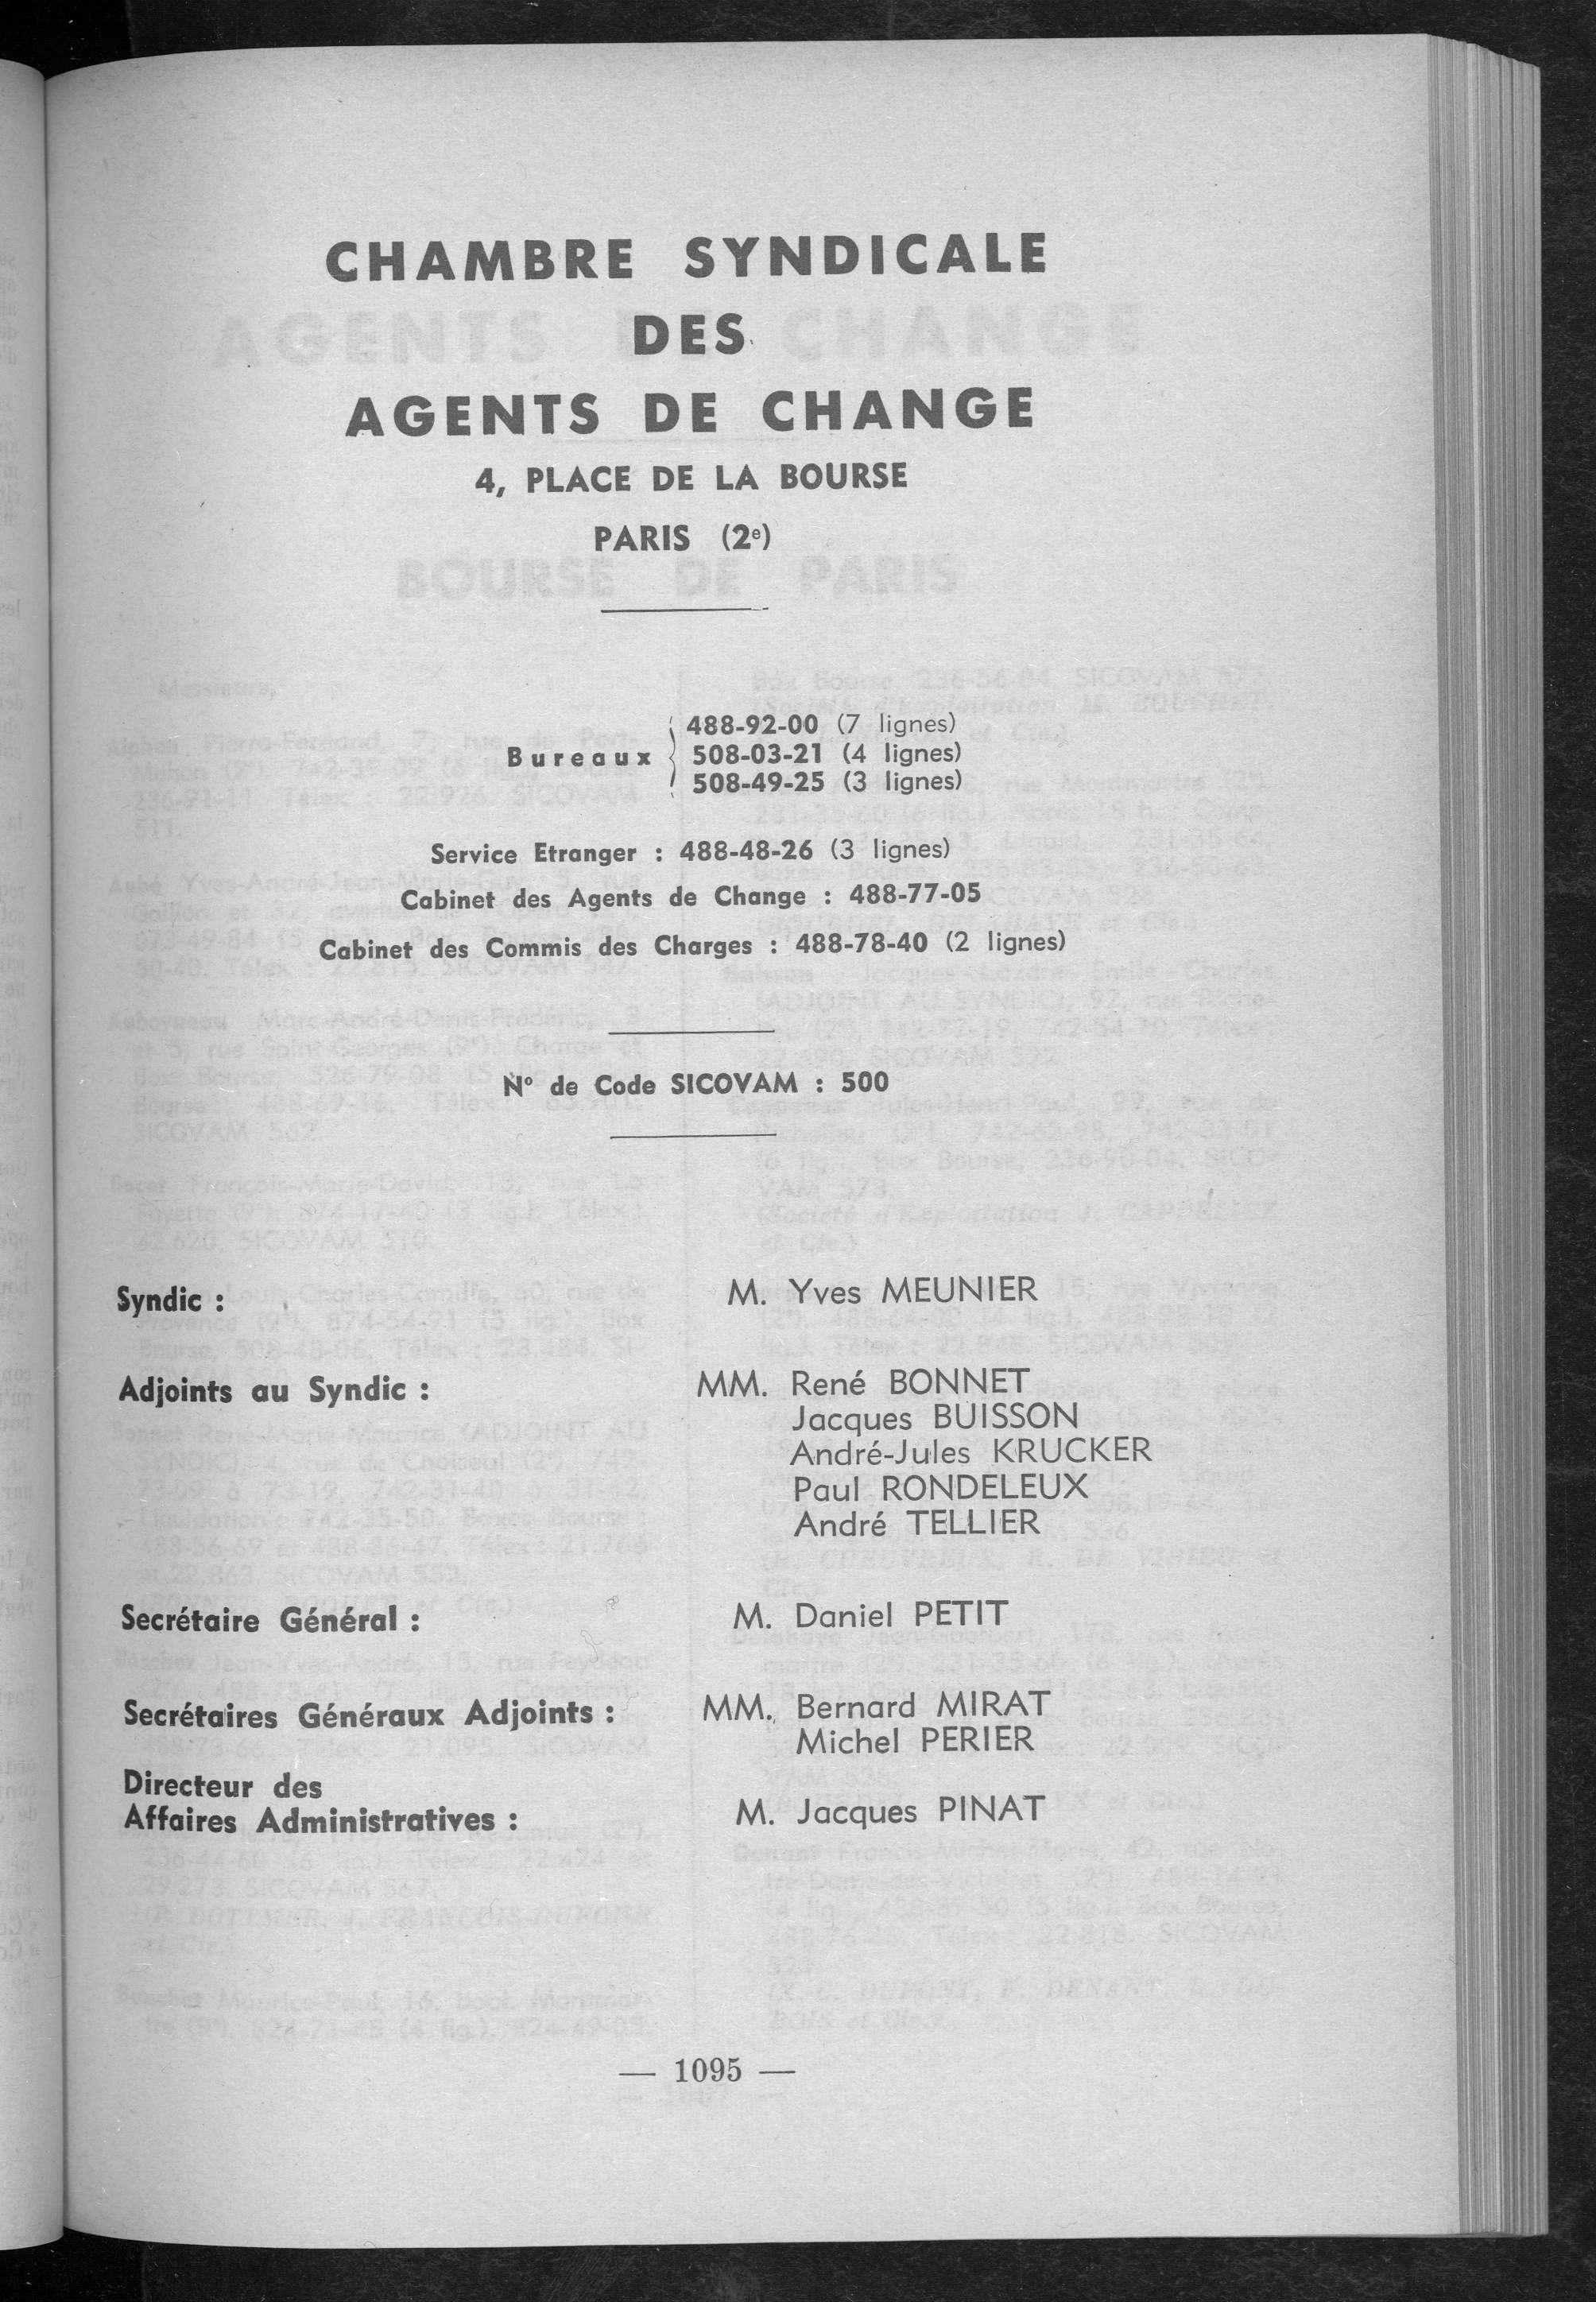 CHAMBRE SYNDICALE
DES
AGENTS DE CHANGE
4, PLACE DE LA BOURSE
PARIS (2e)
488-92-00 (7 lignes)
Bureaux 508-03-21 (4 lignes)
508-49-25 (3 lignes)
Service Etranger : 488-48-26 (3 lignes)
Cabinet des Agents de Change : 488-77-05
Cabinet des Commis des Charges : 488-78-40 (2 lignes)
N° de Code SICOVAM : 500
Syndic : M. Yves MEUNIER
Adjoints au Syndic : MM. René BONNET
Jacques BUISSON
André-Jules KRUCKER
Paul RONDELEUX
André TELLIER
Secrétaire Général : M. Daniel PETIT
Secrétaires Généraux Adjoints : MM. Bernard MIRAT
Michel PERIER
Directeur des
Affaires Administratives : M. Jacques PINAT
— 1095 —